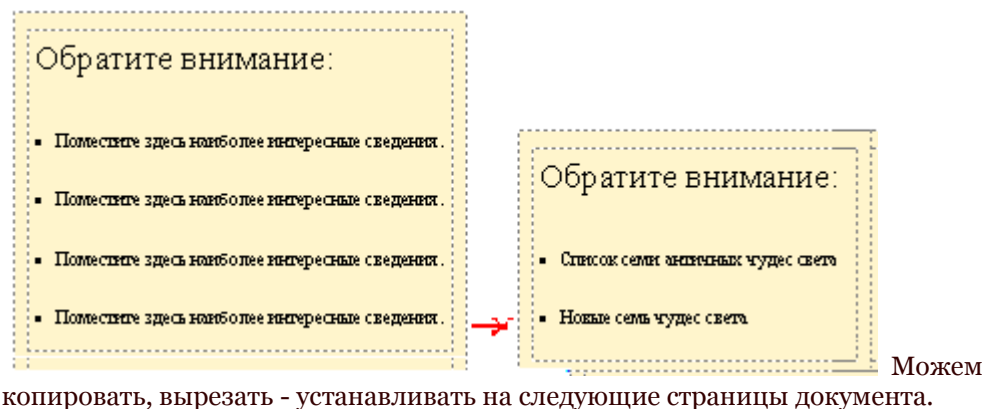 Обратите внимание:
▪ Поместите здесь наиболее интересные сведения.
▪ Поместите здесь наиболее интересные сведения.
▪ Поместите здесь наиболее интересные сведения.
▪ Поместите здесь наиболее интересные сведения.
Обратите внимание:
▪ Список семи античных чудес света
▪ Новые семь чудес света
Можем
копировать, вырезать - устанавливать на следующие страницы документа.